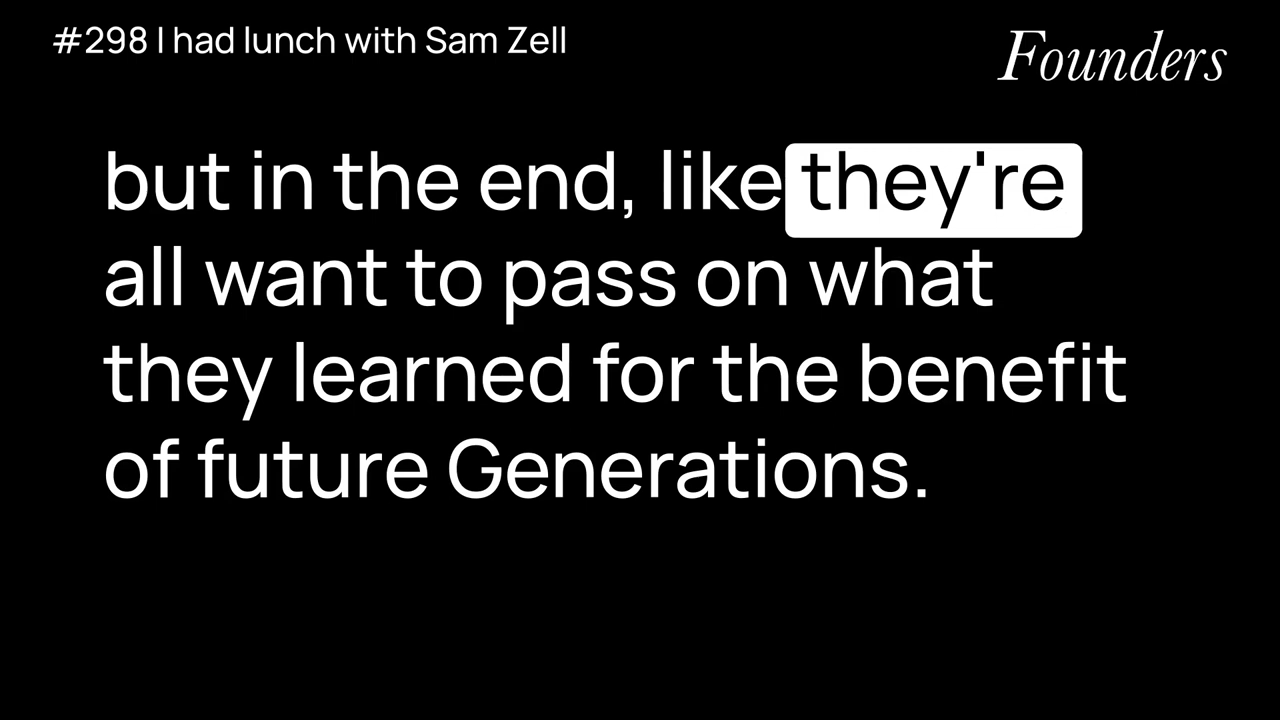 #298 I had lunch with Sam Zell
Founders
but in the end, like they're
all want to pass on what
they learned for the benefit
of future Generations.